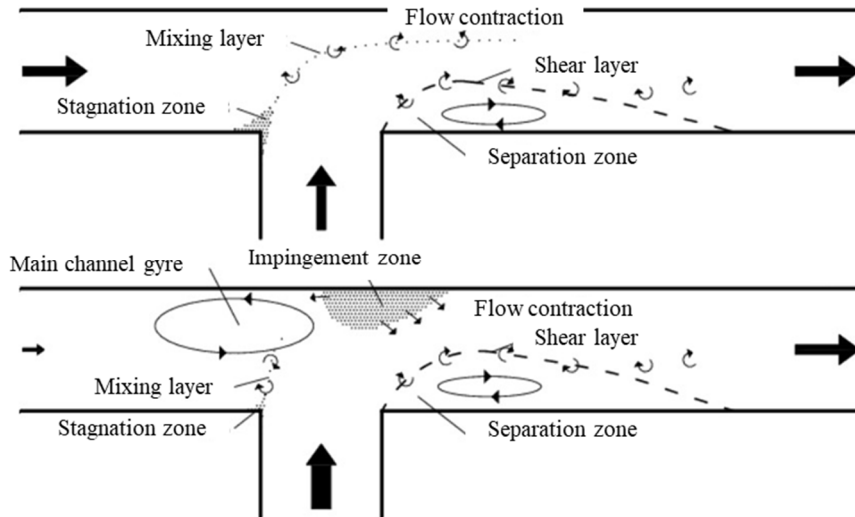 Flow contraction
Mixing layer
Shear layer
Stagnation zone
Separation zone
Main channel gyre
Impingement zone
Flow contraction
Shear layer
Mixing layer
Stagnation zone
Separation zone